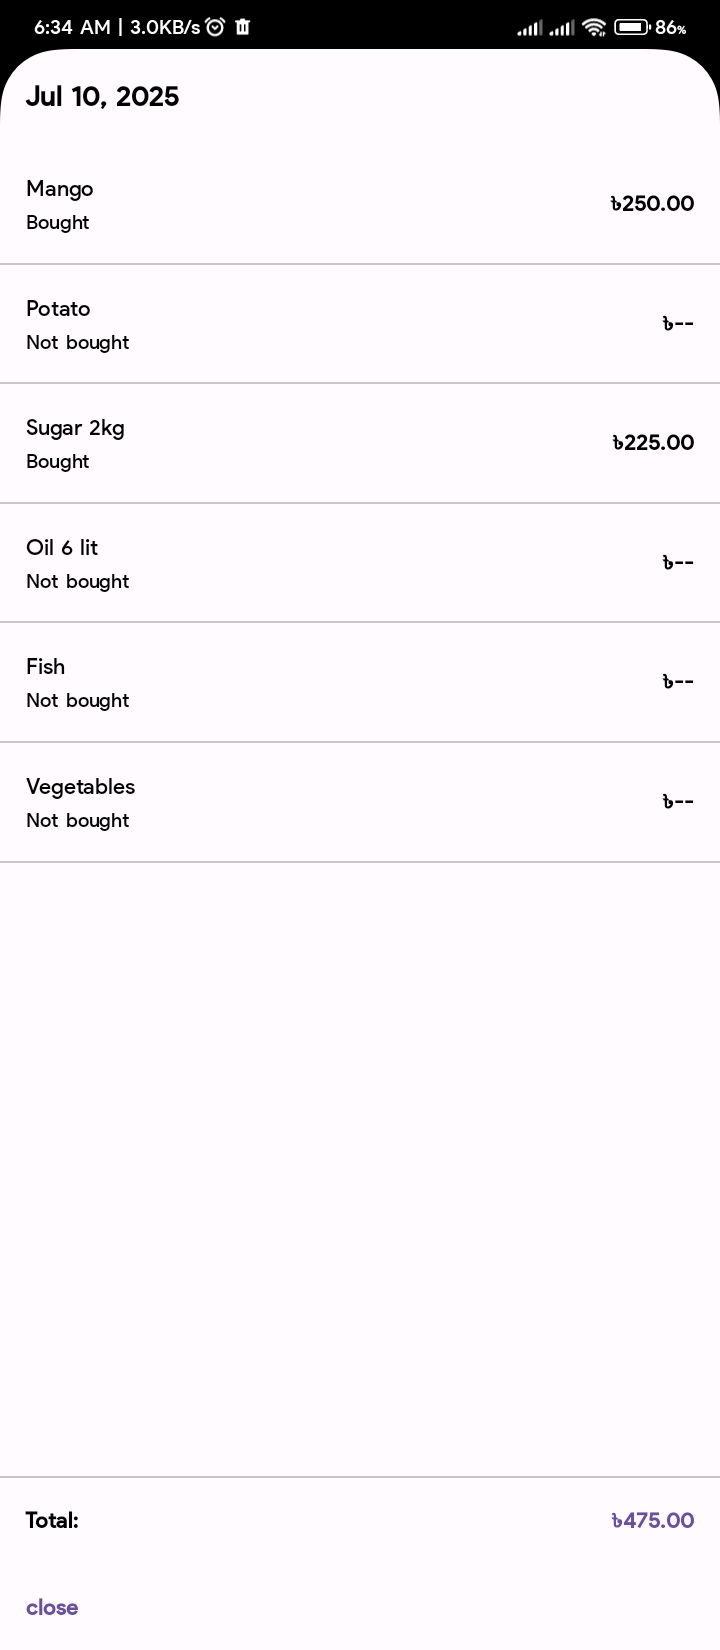 6:34 AM | 3.0KB/s 86%
Jul 10, 2025
Mango
Bought
৳250.00
Potato
Not bought
৳--
Sugar 2kg
Bought
৳225.00
Oil 6 lit
Not bought
৳--
Fish
Not bought
৳--
Vegetables
Not bought
৳--
Total: ৳475.00
close